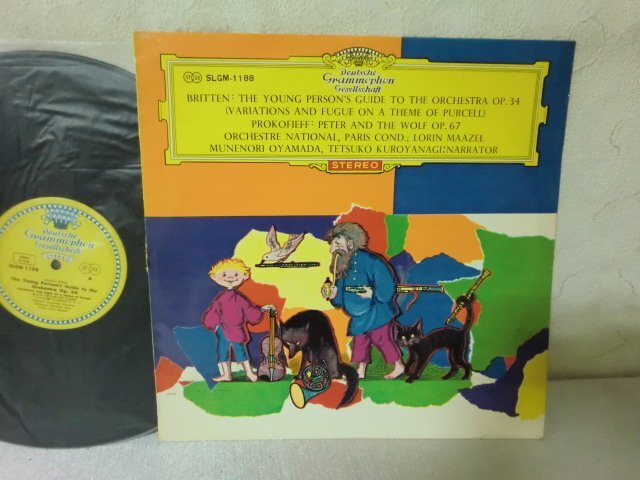 SLGM-1188
Deutsche
Grammophon
Gesellschaft
BRITTEN: THE YOUNG PERSON'S GUIDE TO THE ORCHESTRA OP. 34
(VARIATIONS AND FUGUE ON A THEME OF PURCELL)
PROKOFIEFF: PETER AND THE WOLF OP. 67
ORCHESTRE NATIONAL, PARIS COND.; LORIN MAAZEL
MUNENORI OYAMADA, TETSUKO KUROYANAGI:NARRATOR
STEREO
Deutsche
Grammophon
Gesellschaft
STEREO
SLGM 1188
A
The Young Person's Guide to the
Orchestra Op. 34